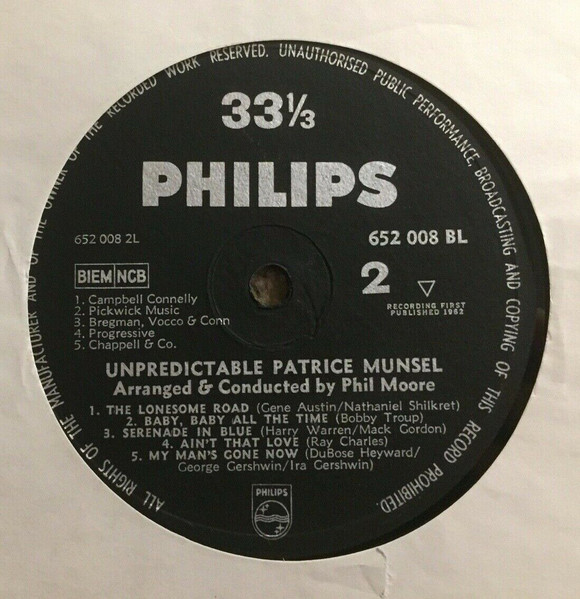 ALL RIGHTS OF THE MANUFACTURER AND OF THE OWNER OF THE RECORDED WORK RESERVED. UNAUTHORISED PUBLIC PERFORMANCE, BROADCASTING AND COPYING OF THIS RECORD PROHIBITED.
33⅓
PHILIPS
652 008 2L
652 008 BL
BIEM NCB
2
RECORDING FIRST
PUBLISHED 1962
1. Campbell Connelly
2. Pickwick Music
3. Bregman, Vocco & Conn
4. Progressive
5. Chappell & Co.
UNPREDICTABLE PATRICE MUNSEL
Arranged & Conducted by Phil Moore
1. THE LONESOME ROAD (Gene Austin/Nathaniel Shilkret)
2. BABY, BABY ALL THE TIME (Bobby Troup)
3. SERENADE IN BLUE (Harry Warren/Mack Gordon)
4. AIN'T THAT LOVE (Ray Charles)
5. MY MAN'S GONE NOW (DuBose Heyward/
George Gershwin/Ira Gershwin)
PHILIPS